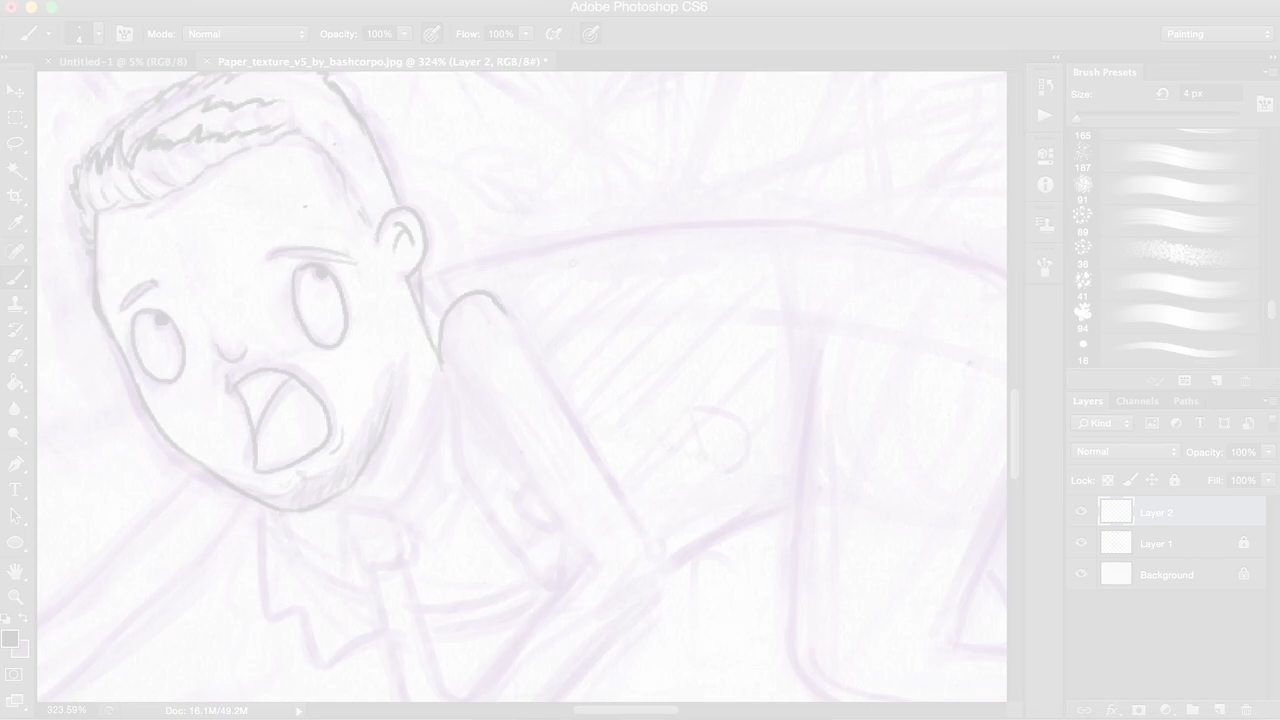 Adobe Photoshop CS6
4 Mode: Normal Opacity: 100% Flow: 100% Painting
× Untitled-1 @ 5% (RGB/8) × Paper_texture_v5_by_bashcorpo.jpg @ 324% (Layer 2, RGB/8#) *
Brush Presets
Size: 4 px
165
187
91
89
36
41
94
18
Layers Channels Paths
Kind
Normal Opacity: 100%
Lock: Fill: 100%
Layer 2
Layer 1
Background
323.59% Doc: 16.1M/49.2M